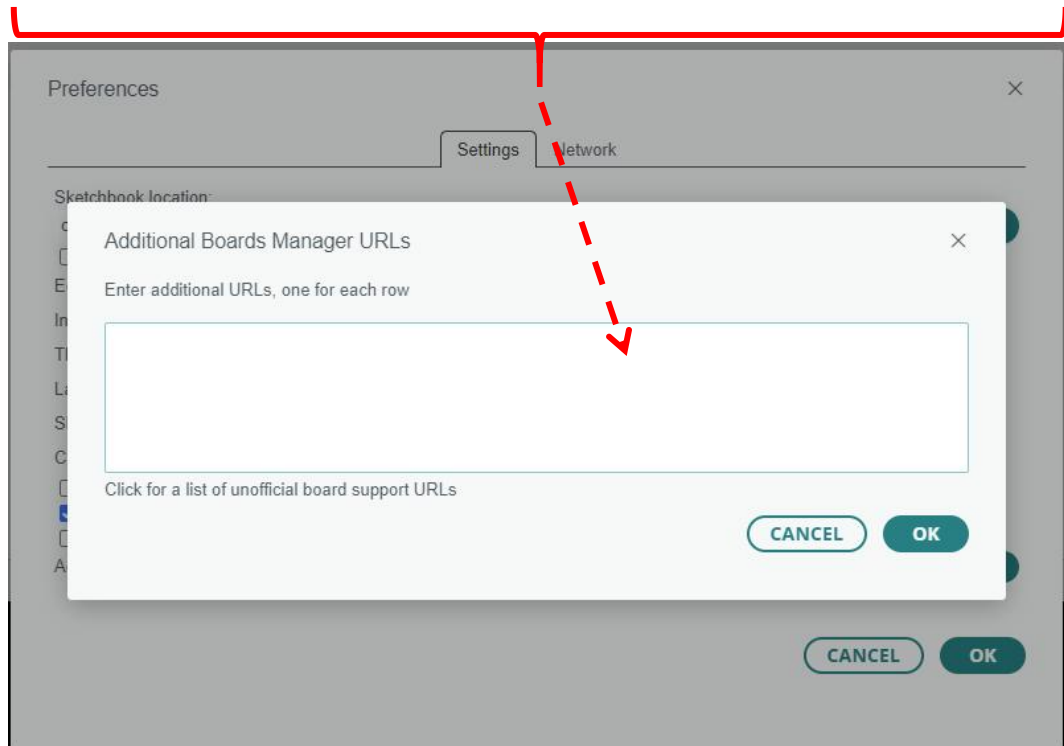 Preferences
Settings
Network
Sketchbook location:
Additional Boards Manager URLs
Enter additional URLs, one for each row
Click for a list of unofficial board support URLs
CANCEL
OK
CANCEL
OK